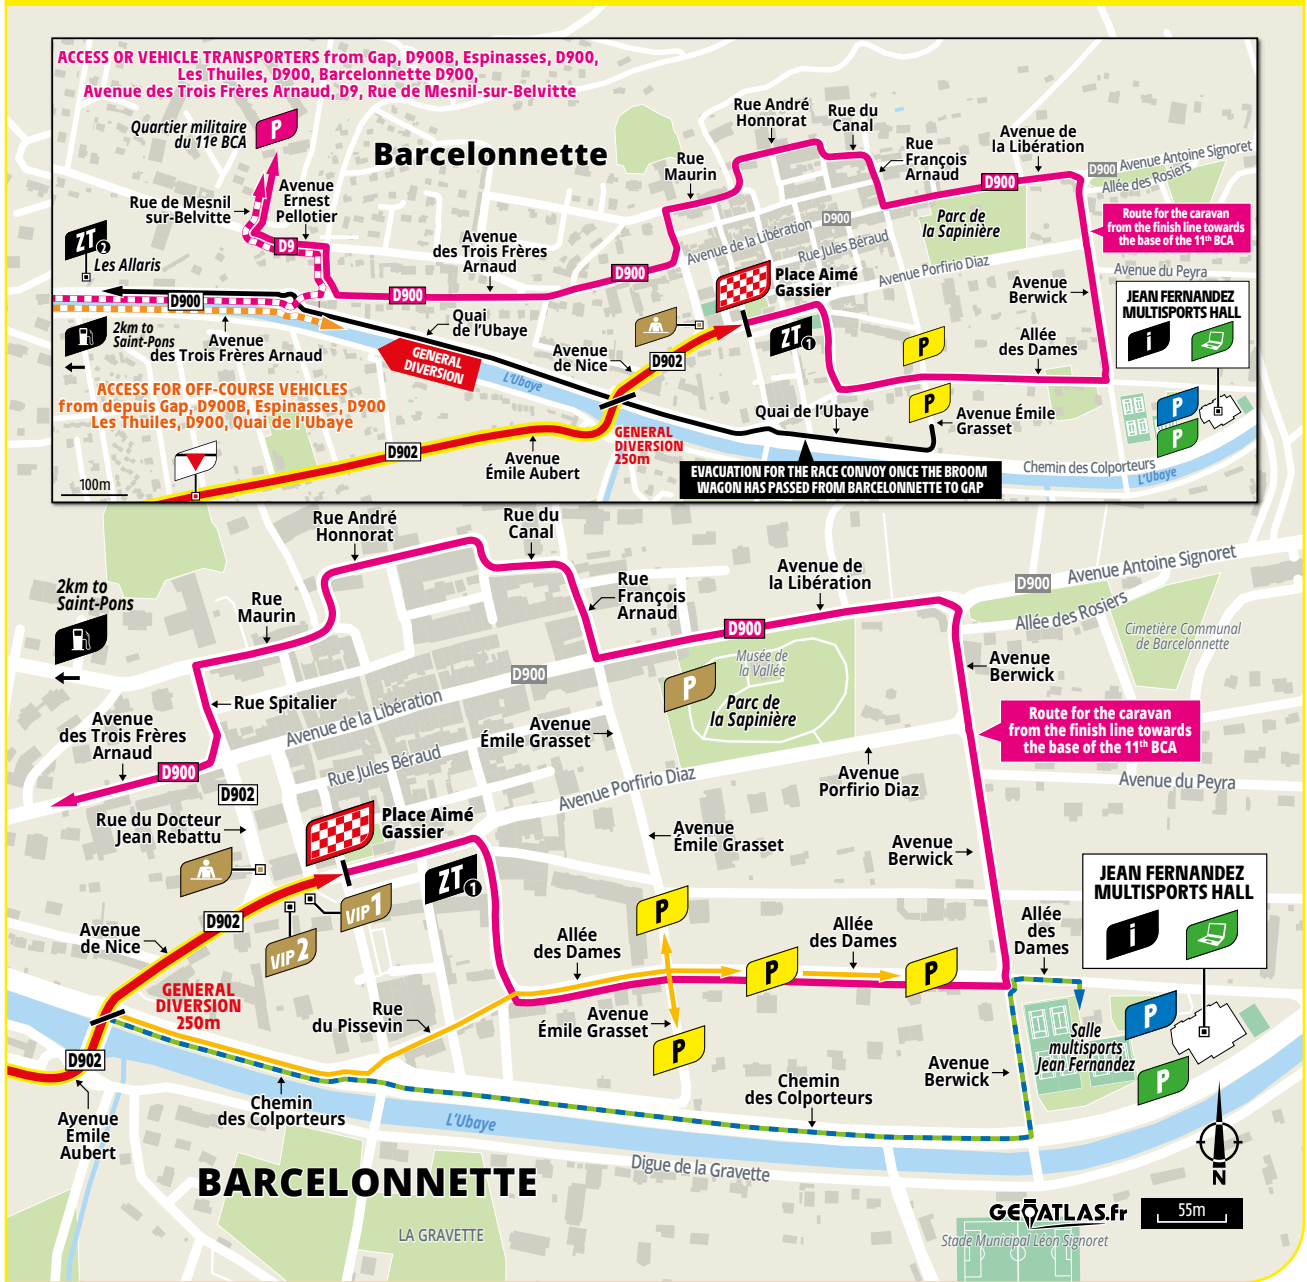 ACCESS OR VEHICLE TRANSPORTERS from Gap, D900B, Espinasses, D900,
Les Thuiles, D900, Barcelonnette D900,
Avenue des Trois Frères Arnaud, D9, Rue de Mesnil-sur-Belvitte
Quartier militaire
du 11e BCA
P
Barcelonnette
Rue André
Honnorat
Rue du
Canal
Rue
François
Arnaud
Avenue de
la Libération
D900
Avenue Antoine Signoret
Allée des Rosiers
Rue
Maurin
D900
Rue de Mesnil
sur-Belvitte
Avenue
Ernest
Pellotier
D9
ZT 2
Les Allaris
Avenue
des Trois Frères
Arnaud
D900
D900
Avenue de la Libération
D900
Rue Jules Béraud
Avenue Porfirio Diaz
Parc de
la Sapinière
Route for the caravan
from the finish line towards
the base of the 11th BCA
Avenue du Peyra
Avenue
Berwick
JEAN FERNANDEZ
MULTISPORTS HALL
i
Place Aimé
Gassier
ZT 1
D900
2km to
Saint-Pons
Avenue
des Trois Frères Arnaud
Quai
de l'Ubaye
GENERAL
DIVERSION
L'Ubaye
Avenue
de Nice
D902
P
Allée
des Dames
P
P
P
Avenue Émile
Grasset
Quai de l'Ubaye
ACCESS FOR OFF-COURSE VEHICLES
from depuis Gap, D900B, Espinasses, D900
Les Thuiles, D900, Quai de l'Ubaye
D902
Avenue
Émile Aubert
GENERAL
DIVERSION
250m
EVACUATION FOR THE RACE CONVOY ONCE THE BROOM
WAGON HAS PASSED FROM BARCELONNETTE TO GAP
Chemin des Colporteurs
L'Ubaye
100m
Rue André
Honnorat
Rue du
Canal
Rue
François
Arnaud
Avenue de
la Libération
D900
D900
Avenue Antoine Signoret
Allée des Rosiers
Cimetière Communal
de Barcelonnette
2km to
Saint-Pons
Rue
Maurin
Rue Spitalier
Avenue
des Trois Frères
Arnaud
D900
D900
Avenue de la Libération
Rue Jules Béraud
Avenue
Émile Grasset
Avenue Porfirio Diaz
Musée de
la Vallée
P
Parc de
la Sapinière
Avenue
Berwick
Route for the caravan
from the finish line towards
the base of the 11th BCA
Avenue
Porfirio Diaz
Avenue du Peyra
D902
Rue du Docteur
Jean Rebattu
Place Aimé
Gassier
ZT 1
Avenue
Émile Grasset
Avenue
Berwick
JEAN FERNANDEZ
MULTISPORTS HALL
i
VIP 1
VIP 2
D902
Avenue
de Nice
P
Allée
des Dames
P
Allée
des Dames
P
Allée
des
Dames
GENERAL
DIVERSION
250m
Rue
du Pissevin
Avenue
Émile Grasset
P
P
Salle
multisports
Jean Fernandez
P
D902
Avenue
Émile
Aubert
Chemin
des Colporteurs
L'Ubaye
Chemin
des Colporteurs
Avenue
Berwick
BARCELONNETTE
Digue de la Gravette
N
LA GRAVETTE
GEOATLAS.fr
55m
Stade Municipal Léon Signoret